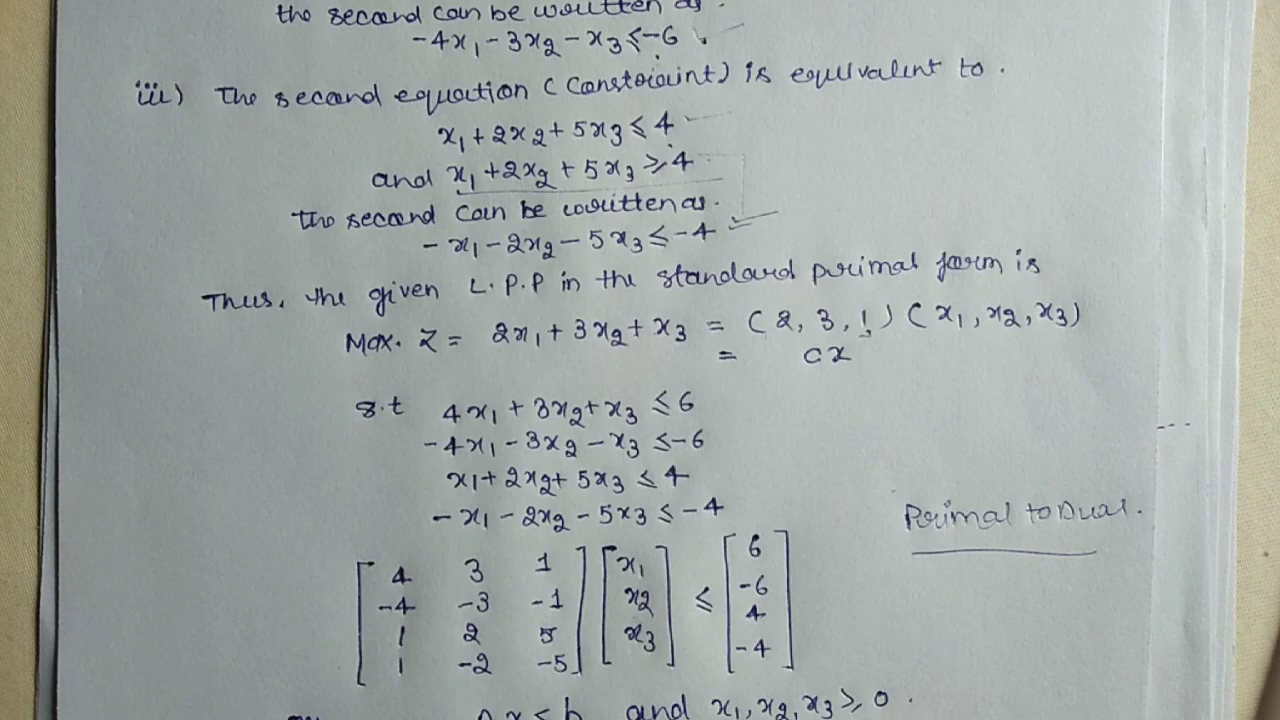 the second can be written as.
-4x₁ - 3x₂ - x₃ ≤ -6
iii) The second equation (constraint) is equivalent to.
x₁ + 2x₂ + 5x₃ ≤ 4
and x₁ + 2x₂ + 5x₃ ≥ 4
The second can be written as.
- x₁ - 2x₂ - 5x₃ ≤ -4
Thus, the given L.P.P in the standard primal form is
Max. Z = 2x₁ + 3x₂ + x₃ = (2, 3, 1) (x₁, x₂, x₃)
= cx
s.t 4x₁ + 3x₂ + x₃ ≤ 6
-4x₁ - 3x₂ - x₃ ≤ -6
x₁ + 2x₂ + 5x₃ ≤ 4
- x₁ - 2x₂ - 5x₃ ≤ -4
Primal to Dual.
[4 3 1] [x₁] [6]
[-4 -3 -1] [x₂] ≤ [-6]
[1 2 5] [x₃] [4]
[1 -2 -5] [-4]
Ax ≤ b and x₁, x₂, x₃ ≥ 0.